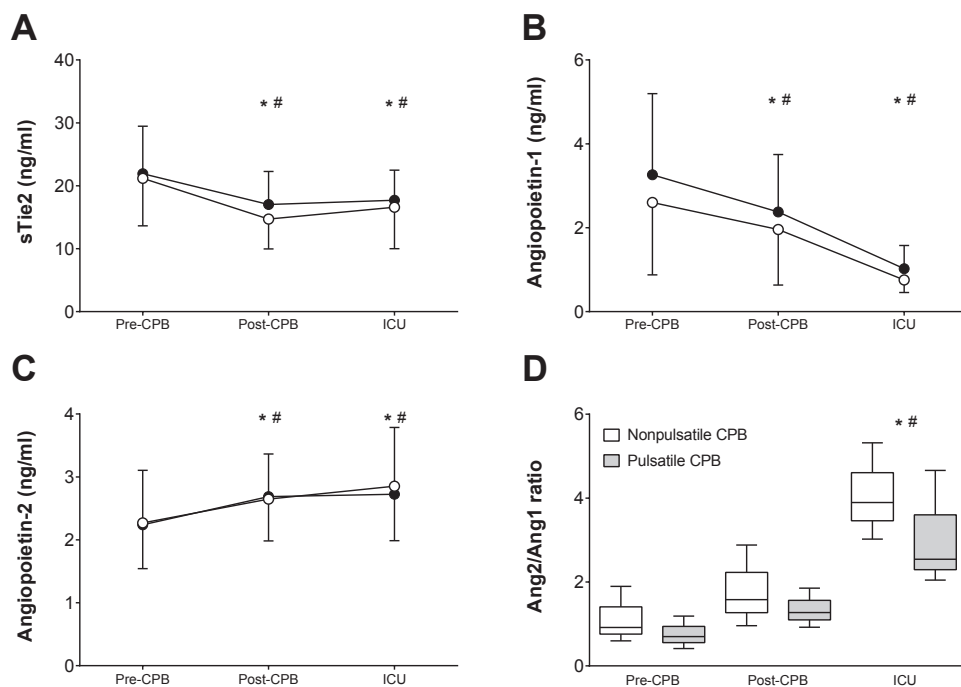 A
sTie2 (ng/ml)
40
30
20
10
0
* #
* #
Pre-CPB Post-CPB ICU
B
Angiopoietin-1 (ng/ml)
6
4
2
0
* #
* #
Pre-CPB Post-CPB ICU
C
Angiopoietin-2 (ng/ml)
4
3
2
1
0
* #
* #
Pre-CPB Post-CPB ICU
D
Ang2/Ang1 ratio
6
4
2
0
Nonpulsatile CPB
Pulsatile CPB
* #
Pre-CPB Post-CPB ICU